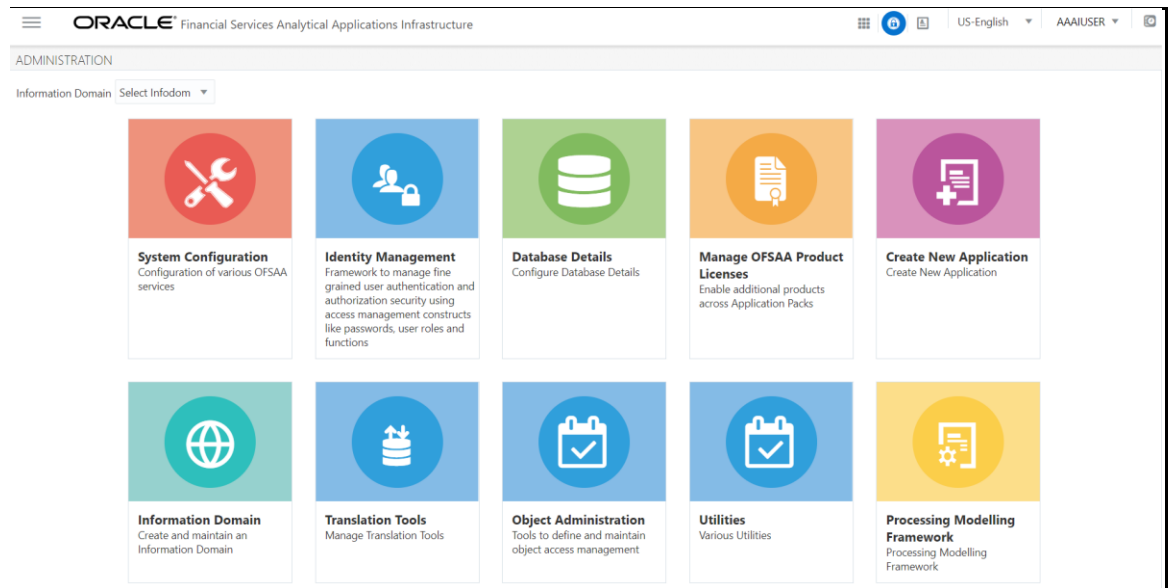 ORACLE® Financial Services Analytical Applications Infrastructure
US-English
AAAIUSER
ADMINISTRATION
Information Domain Select Infodom
System Configuration
Configuration of various OFSAA
services
Identity Management
Framework to manage fine
grained user authentication and
authorization security using
access management constructs
like passwords, user roles and
functions
Database Details
Configure Database Details
Manage OFSAA Product
Licenses
Enable additional products
across Application Packs
Create New Application
Create New Application
Information Domain
Create and maintain an
Information Domain
Translation Tools
Manage Translation Tools
Object Administration
Tools to define and maintain
object access management
Utilities
Various Utilities
Processing Modelling
Framework
Processing Modelling
Framework